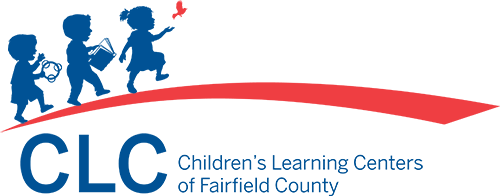 CLC
Children's Learning Centers
of Fairfield County